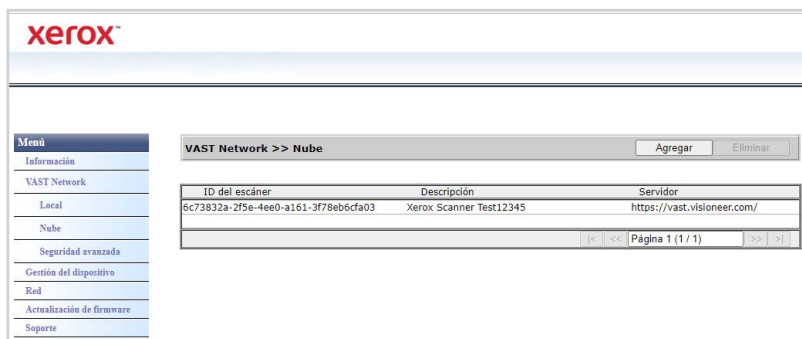 xerox™
Menú
Información
VAST Network
Local
Nube
Seguridad avanzada
Gestión del dispositivo
Red
Actualización de firmware
Soporte
VAST Network >> Nube
Agregar Eliminar
ID del escáner Descripción Servidor
6c73832a-2f5e-4ee0-a161-3f78eb6cfa03 Xerox Scanner Test12345 https://vast.visioneer.com/
|< << Página 1 (1 / 1) >> >|